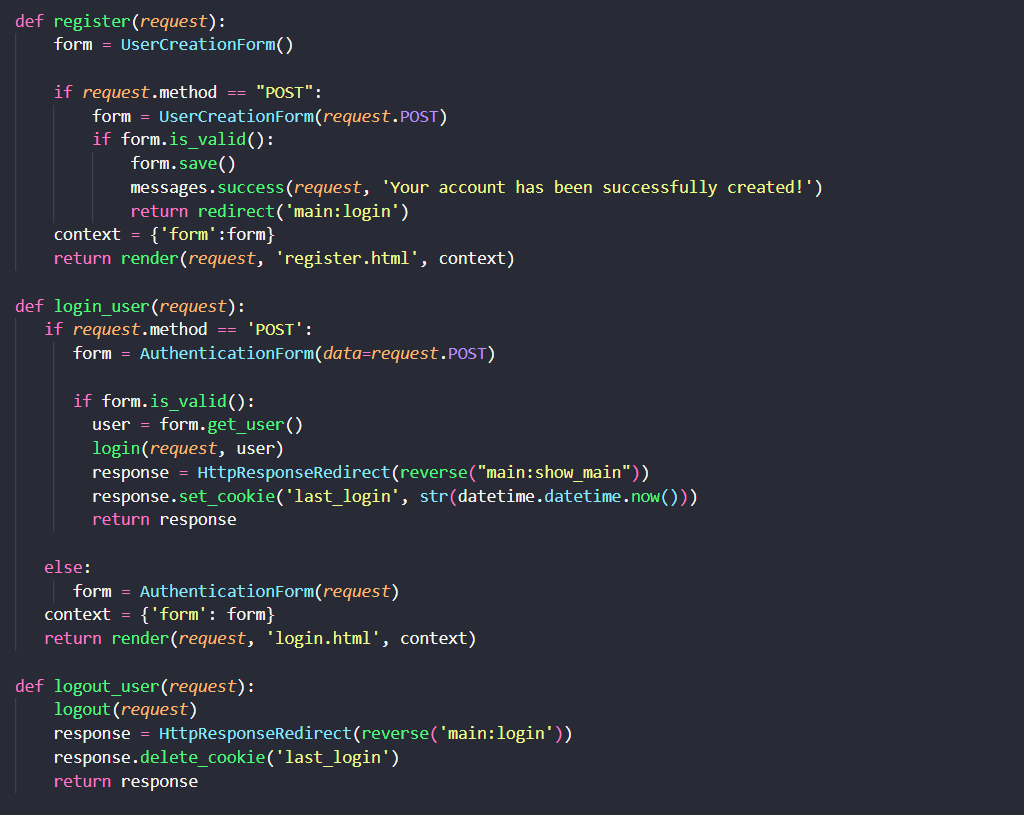 def register(request):
    form = UserCreationForm()

    if request.method == "POST":
        form = UserCreationForm(request.POST)
        if form.is_valid():
            form.save()
            messages.success(request, 'Your account has been successfully created!')
            return redirect('main:login')
    context = {'form':form}
    return render(request, 'register.html', context)

def login_user(request):
   if request.method == 'POST':
      form = AuthenticationForm(data=request.POST)

      if form.is_valid():
        user = form.get_user()
        login(request, user)
        response = HttpResponseRedirect(reverse("main:show_main"))
        response.set_cookie('last_login', str(datetime.datetime.now()))
        return response

   else:
      form = AuthenticationForm(request)
   context = {'form': form}
   return render(request, 'login.html', context)

def logout_user(request):
    logout(request)
    response = HttpResponseRedirect(reverse('main:login'))
    response.delete_cookie('last_login')
    return response